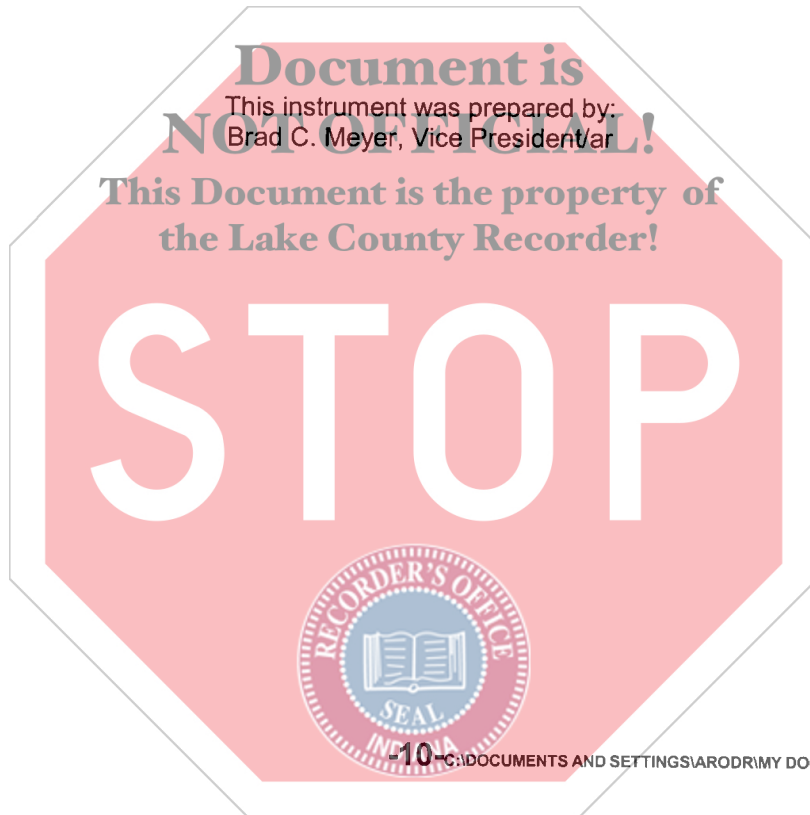 Document is
This instrument was prepared by:
NOT OFFICIAL!
Brad C. Meyer, Vice President/ar
This Document is the property of
the Lake County Recorder!
STOP
RECORDER'S OFFICE
SEAL
INDIANA
-10-
C:\DOCUMENTS AND SETTINGS\ARODR\MY DO